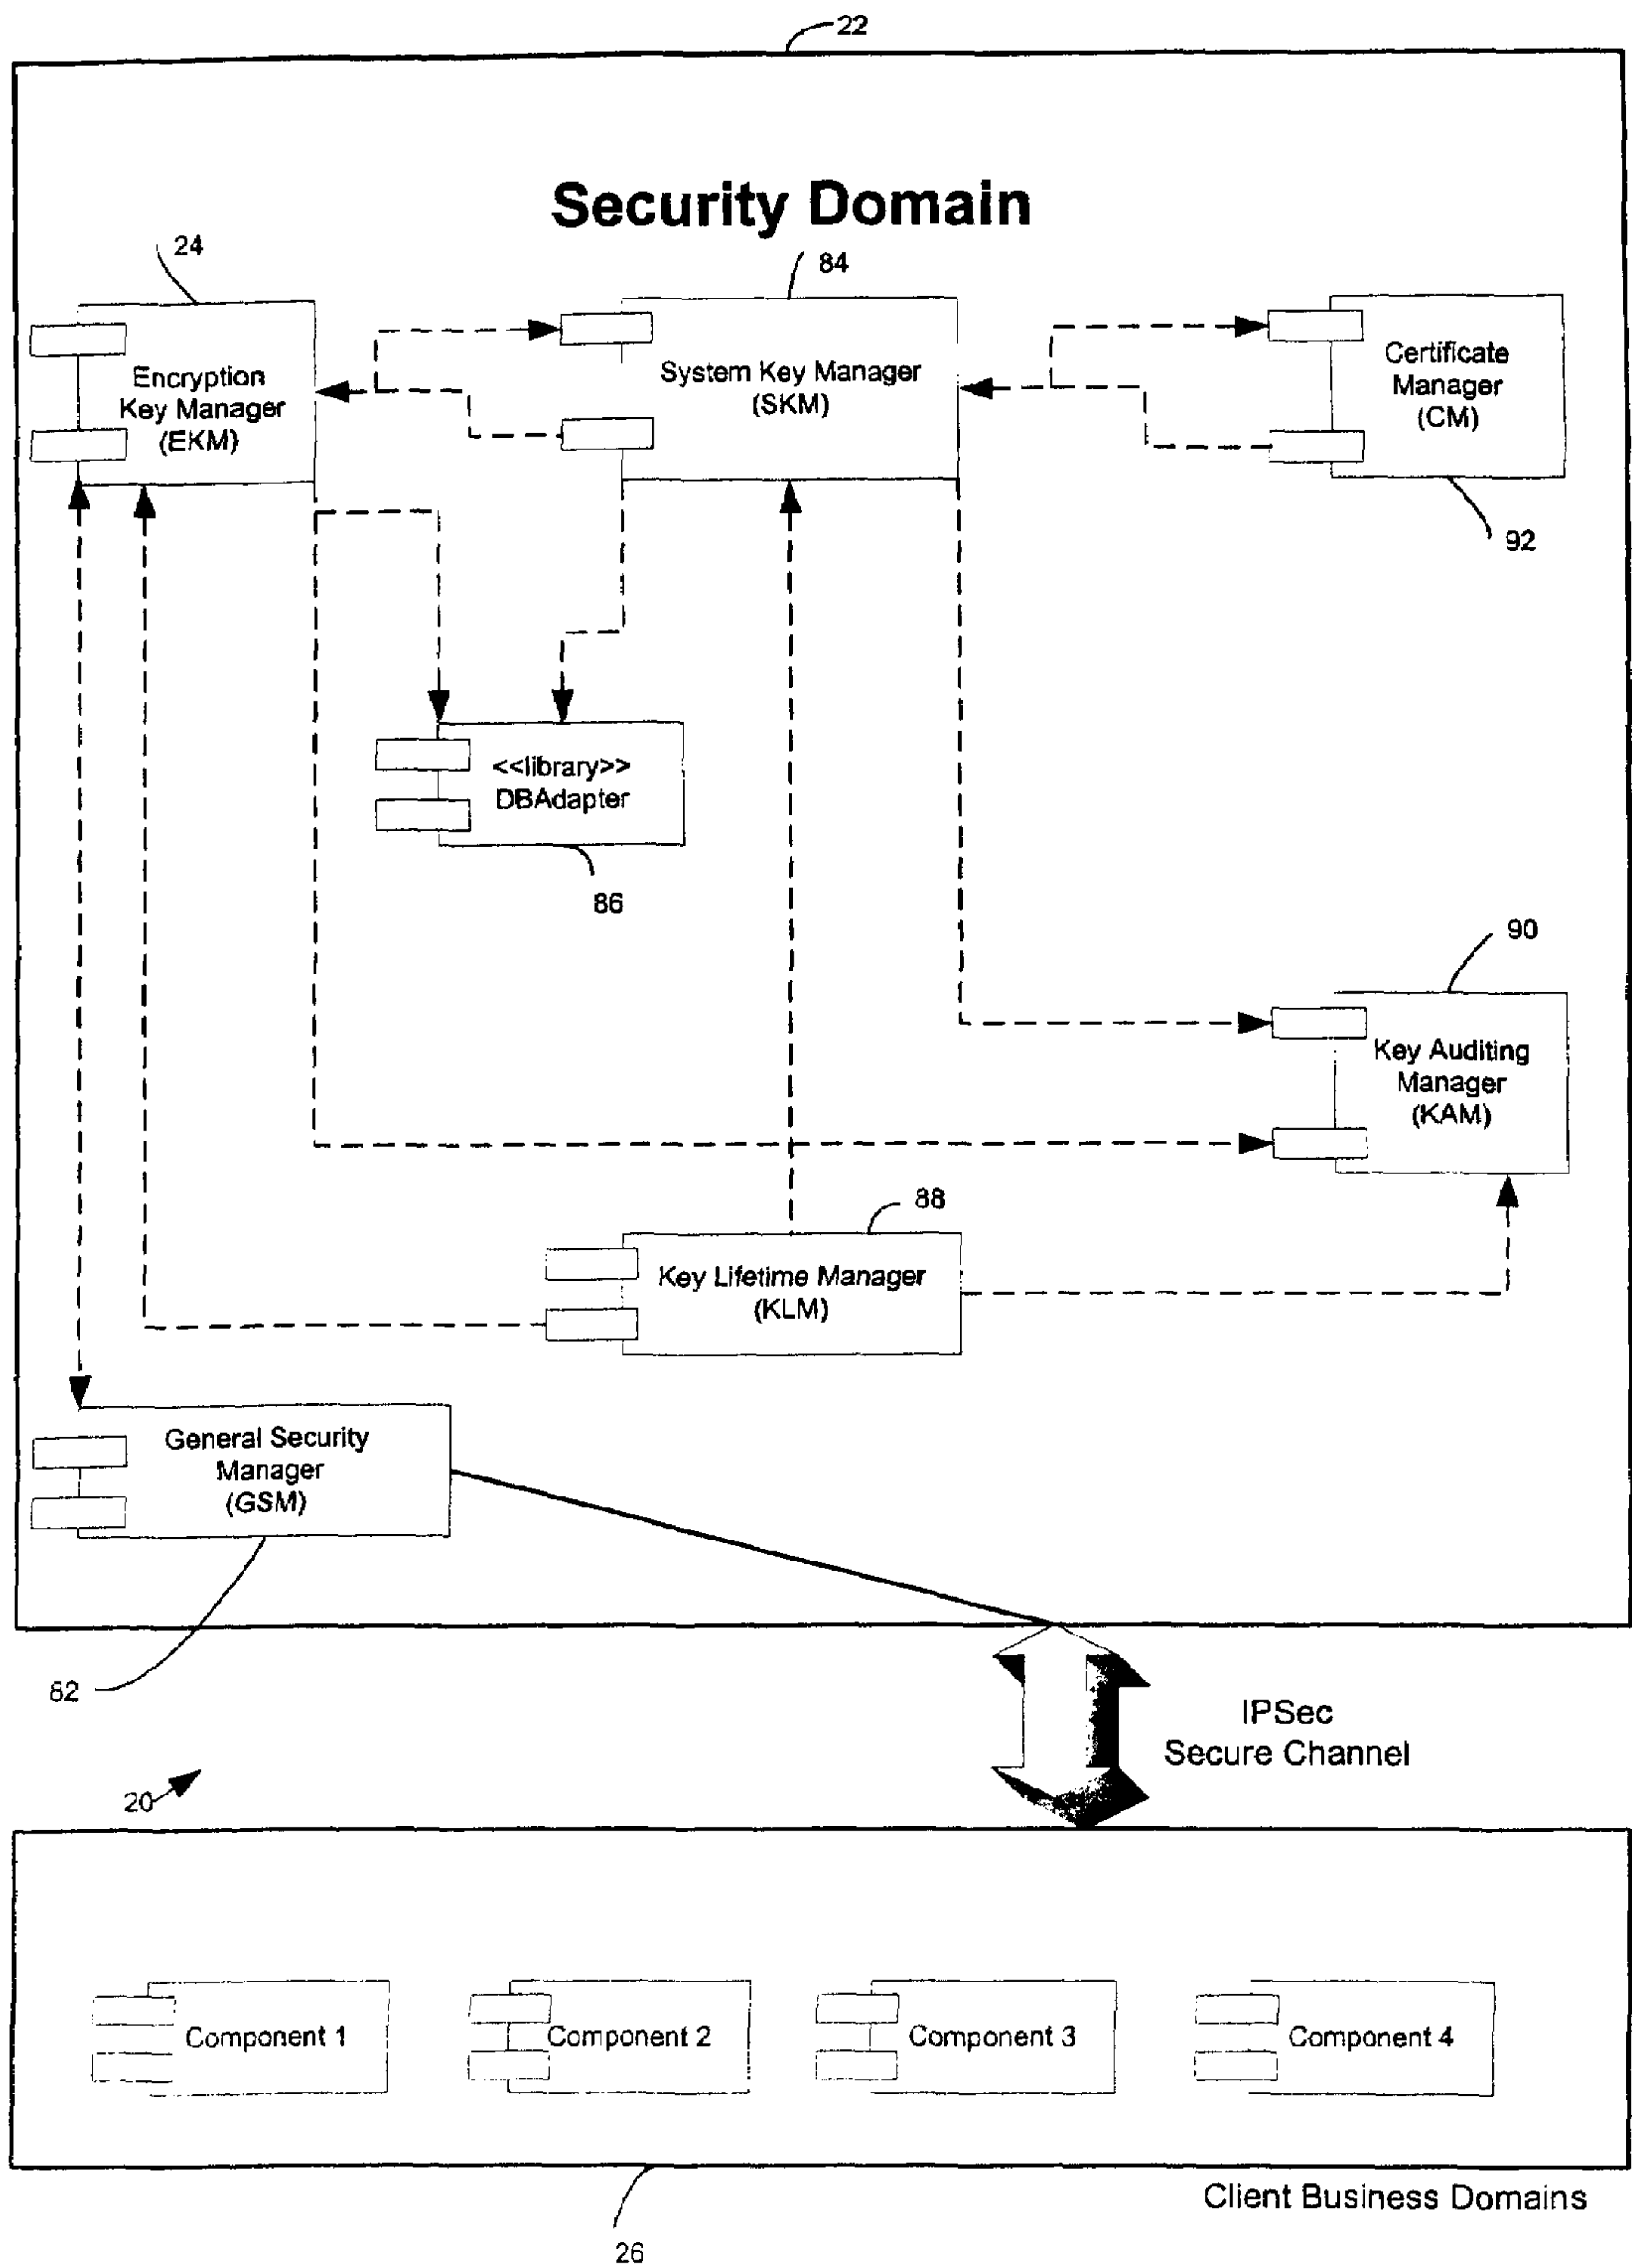 22
Security Domain
24
84
Encryption
Key Manager
(EKM)
System Key Manager
(SKM)
Certificate
Manager
(CM)
92
<<library>>
DBAdapter
86
90
Key Auditing
Manager
(KAM)
88
Key Lifetime Manager
(KLM)
General Security
Manager
(GSM)
82
IPSec
Secure Channel
20
Component 1
Component 2
Component 3
Component 4
Client Business Domains
26